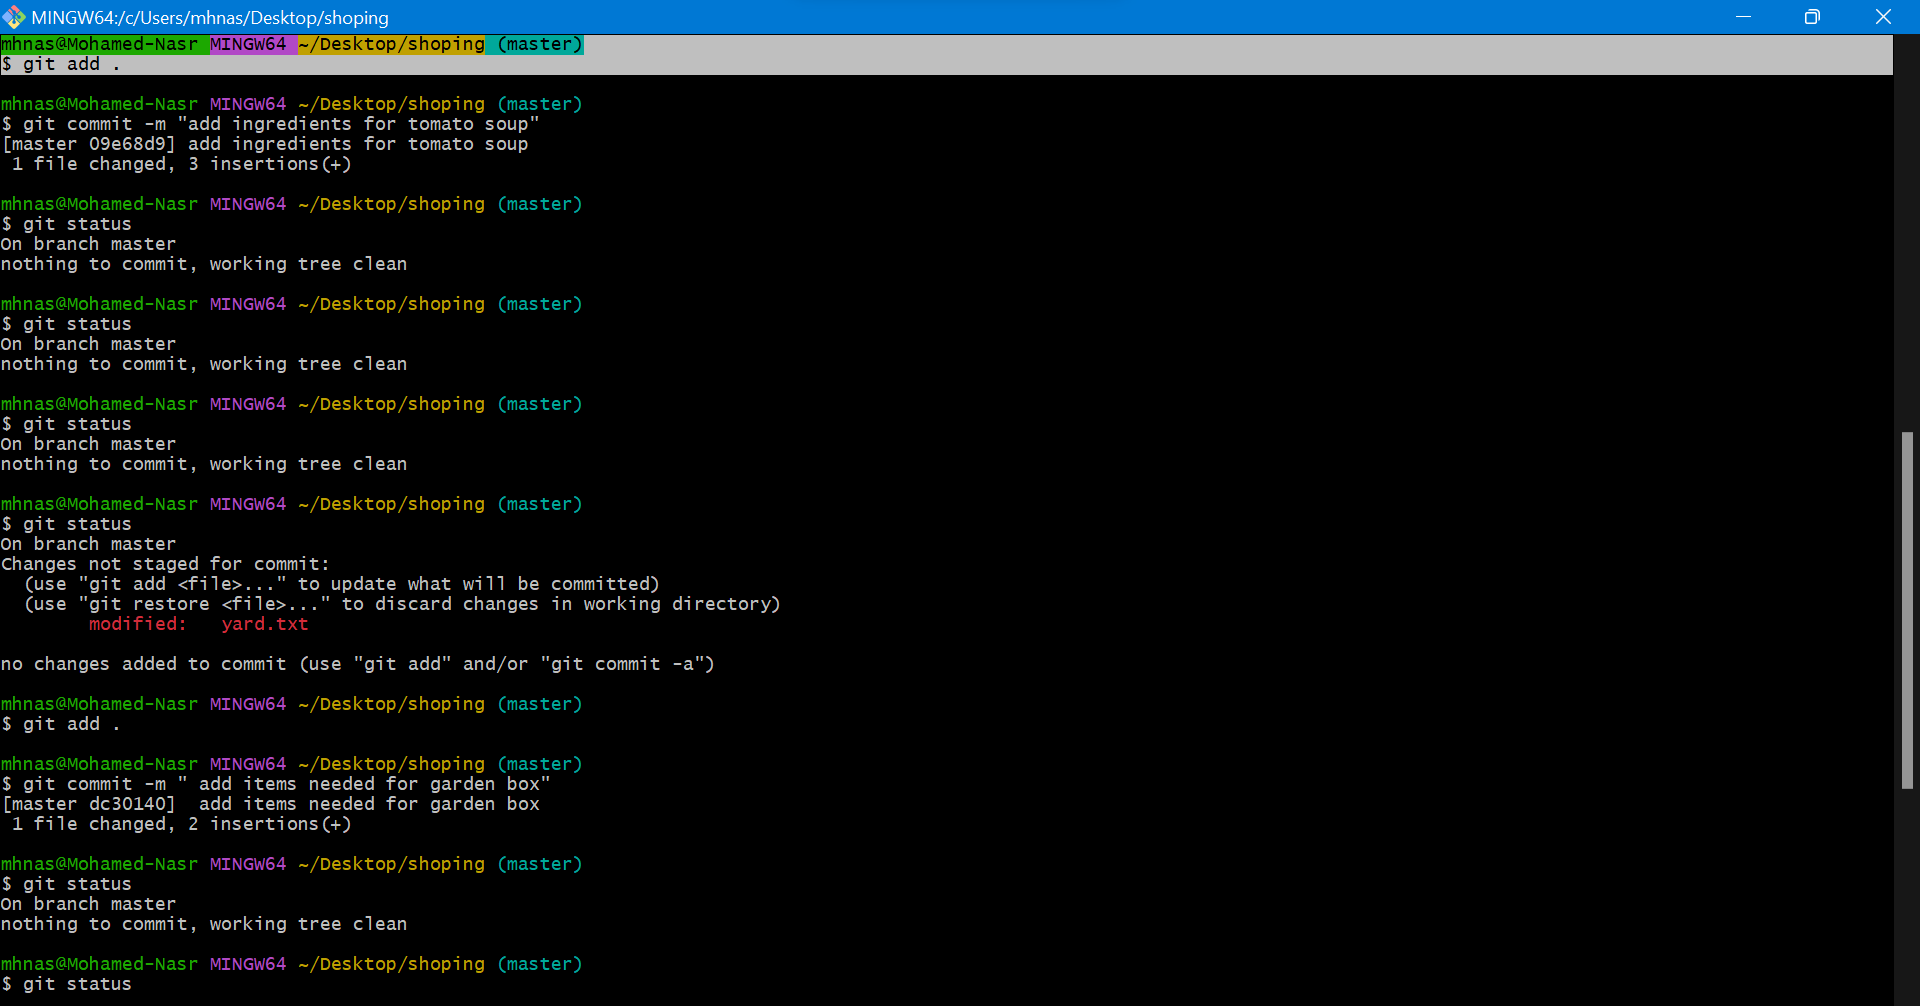 MINGW64:/c/Users/mhnas/Desktop/shoping
mhnas@Mohamed-Nasr MINGW64 ~/Desktop/shoping (master)
$ git add .
mhnas@Mohamed-Nasr MINGW64 ~/Desktop/shoping (master)
$ git commit -m "add ingredients for tomato soup"
[master 09e68d9] add ingredients for tomato soup
 1 file changed, 3 insertions(+)
mhnas@Mohamed-Nasr MINGW64 ~/Desktop/shoping (master)
$ git status
On branch master
nothing to commit, working tree clean
mhnas@Mohamed-Nasr MINGW64 ~/Desktop/shoping (master)
$ git status
On branch master
nothing to commit, working tree clean
mhnas@Mohamed-Nasr MINGW64 ~/Desktop/shoping (master)
$ git status
On branch master
nothing to commit, working tree clean
mhnas@Mohamed-Nasr MINGW64 ~/Desktop/shoping (master)
$ git status
On branch master
Changes not staged for commit:
  (use "git add <file>..." to update what will be committed)
  (use "git restore <file>..." to discard changes in working directory)
        modified:   yard.txt
no changes added to commit (use "git add" and/or "git commit -a")
mhnas@Mohamed-Nasr MINGW64 ~/Desktop/shoping (master)
$ git add .
mhnas@Mohamed-Nasr MINGW64 ~/Desktop/shoping (master)
$ git commit -m " add items needed for garden box"
[master dc30140]  add items needed for garden box
 1 file changed, 2 insertions(+)
mhnas@Mohamed-Nasr MINGW64 ~/Desktop/shoping (master)
$ git status
On branch master
nothing to commit, working tree clean
mhnas@Mohamed-Nasr MINGW64 ~/Desktop/shoping (master)
$ git status